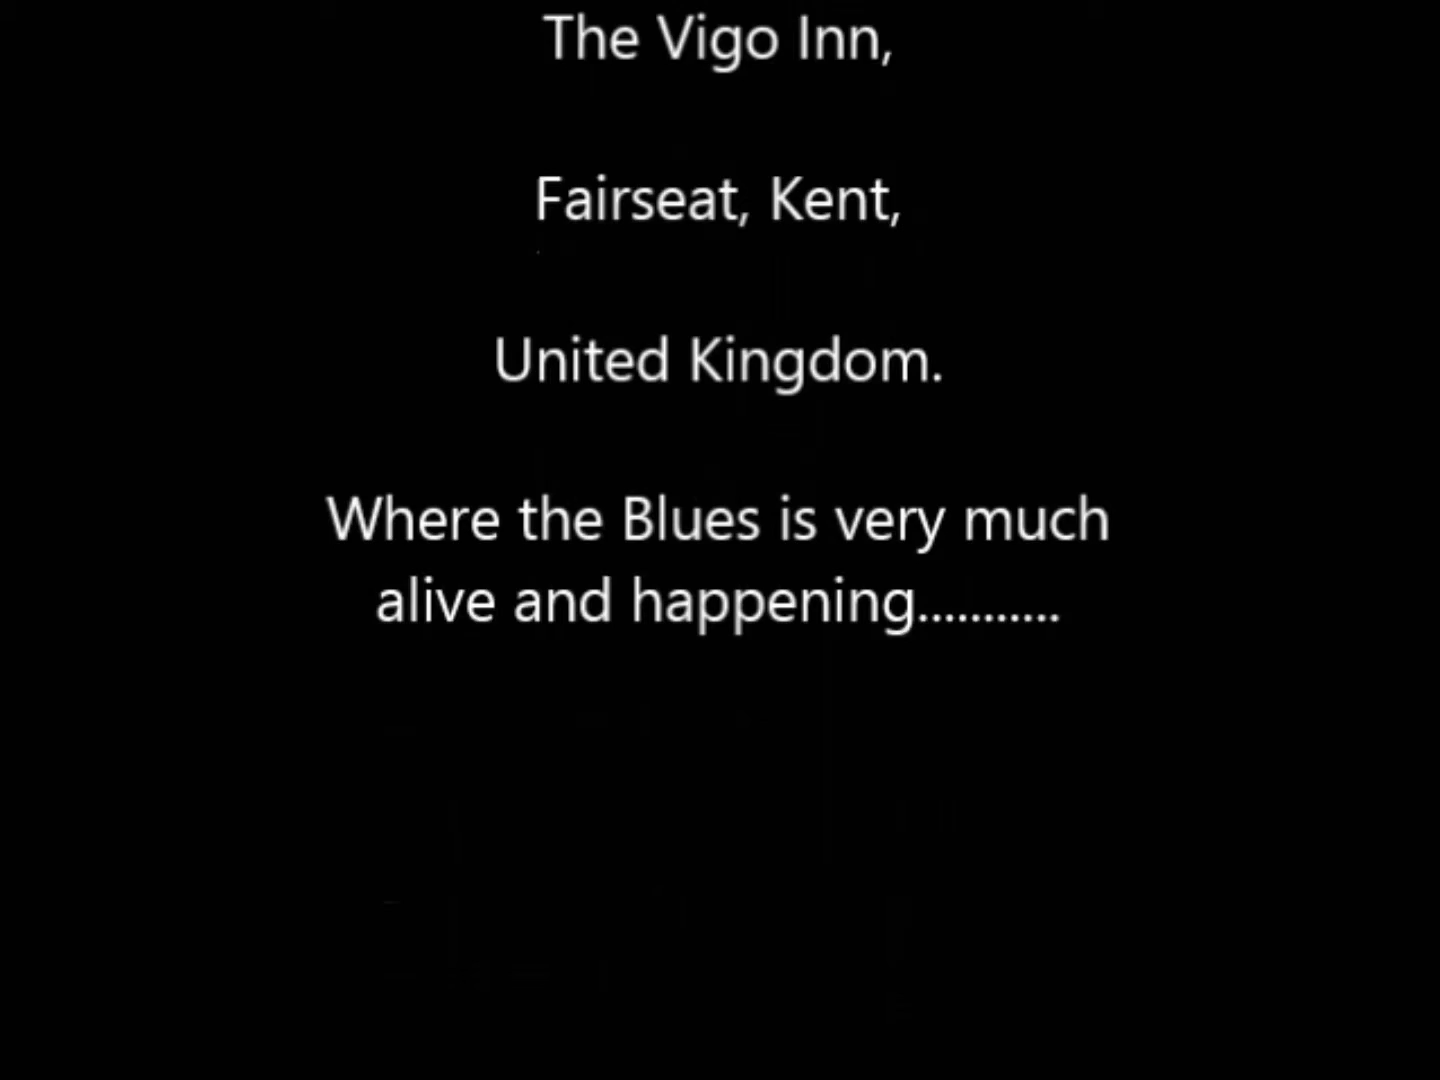 The Vigo Inn,
Fairseat, Kent,
United Kingdom.
Where the Blues is very much
alive and happening...........